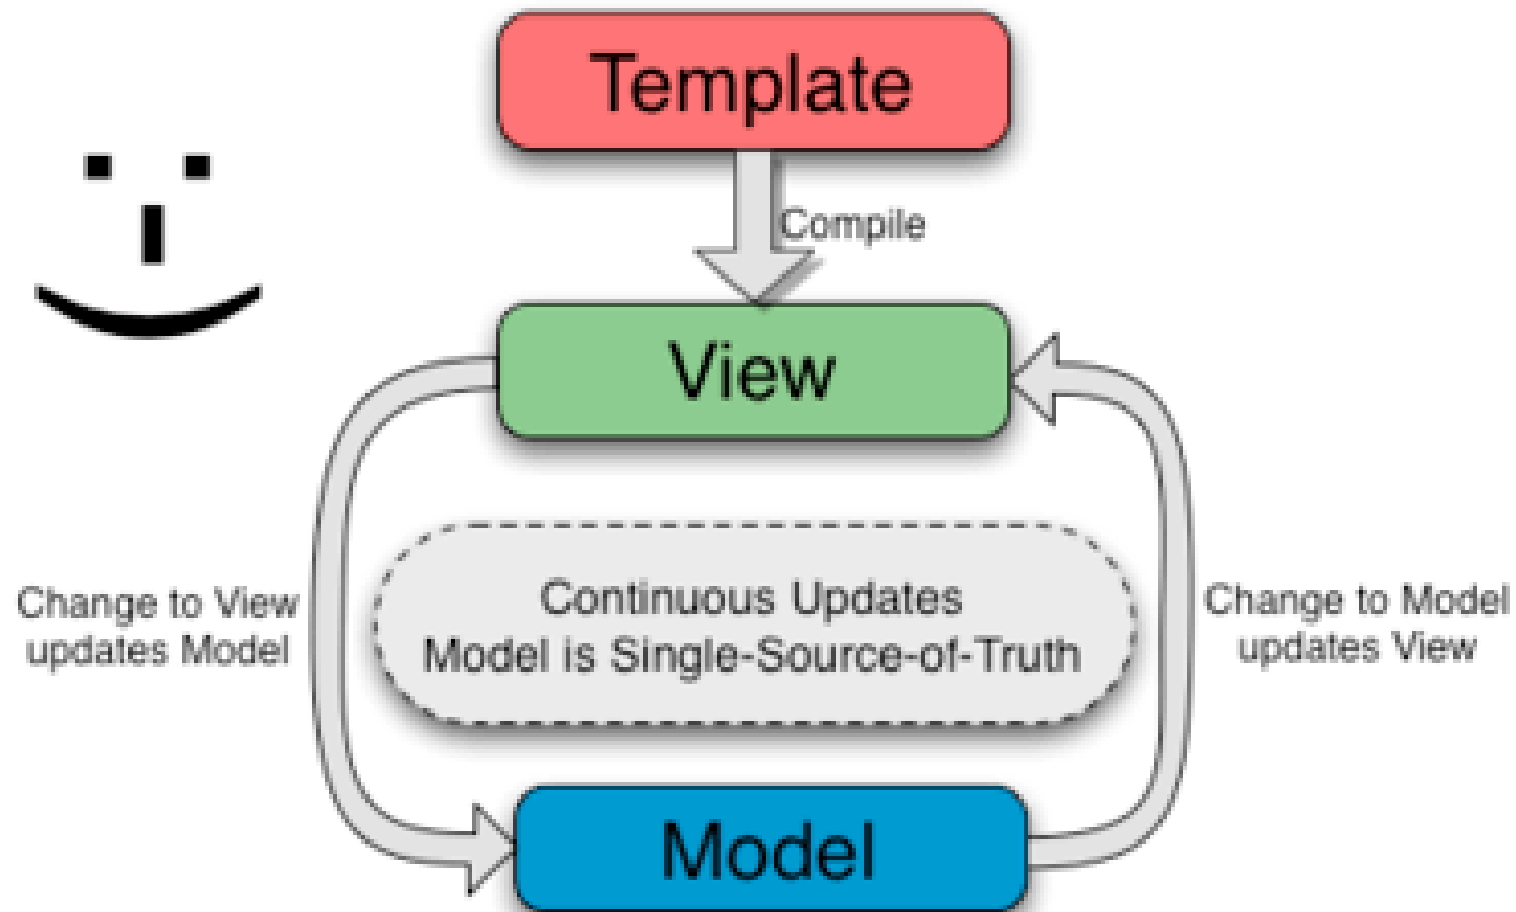 Template
Compile
View
Change to View
updates Model
Continuous Updates
Model is Single-Source-of-Truth
Change to Model
updates View
Model